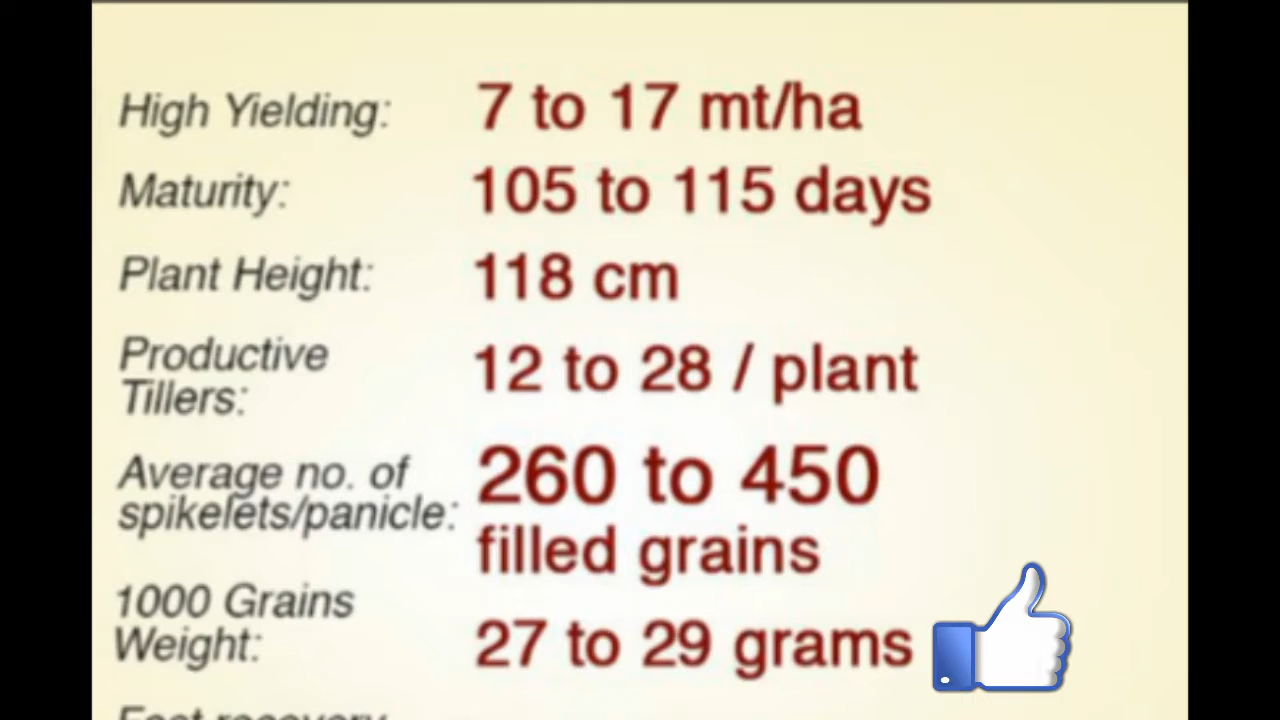 High Yielding: 7 to 17 mt/ha
Maturity: 105 to 115 days
Plant Height: 118 cm
Productive
Tillers: 12 to 28 / plant
Average no. of
spikelets/panicle: 260 to 450
filled grains
1000 Grains
Weight: 27 to 29 grams